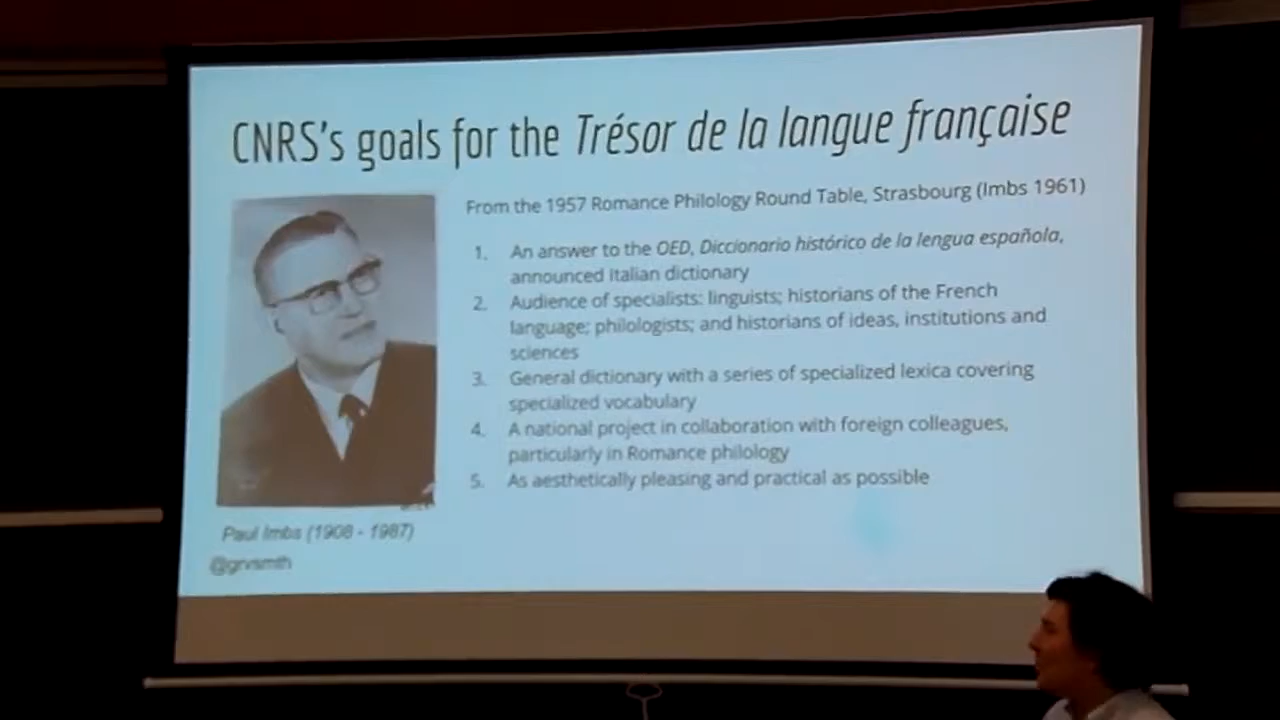 CNRS's goals for the Trésor de la langue française
From the 1957 Romance Philology Round Table, Strasbourg (Imbs 1961)
1. An answer to the OED, Diccionario histórico de la lengua española,
announced Italian dictionary
2. Audience of specialists: linguists; historians of the French
language; philologists; and historians of ideas, institutions and
sciences
3. General dictionary with a series of specialized lexica covering
specialized vocabulary
4. A national project in collaboration with foreign colleagues,
particularly in Romance philology
5. As aesthetically pleasing and practical as possible
Paul Imbs (1908 - 1987)
@grvsmth